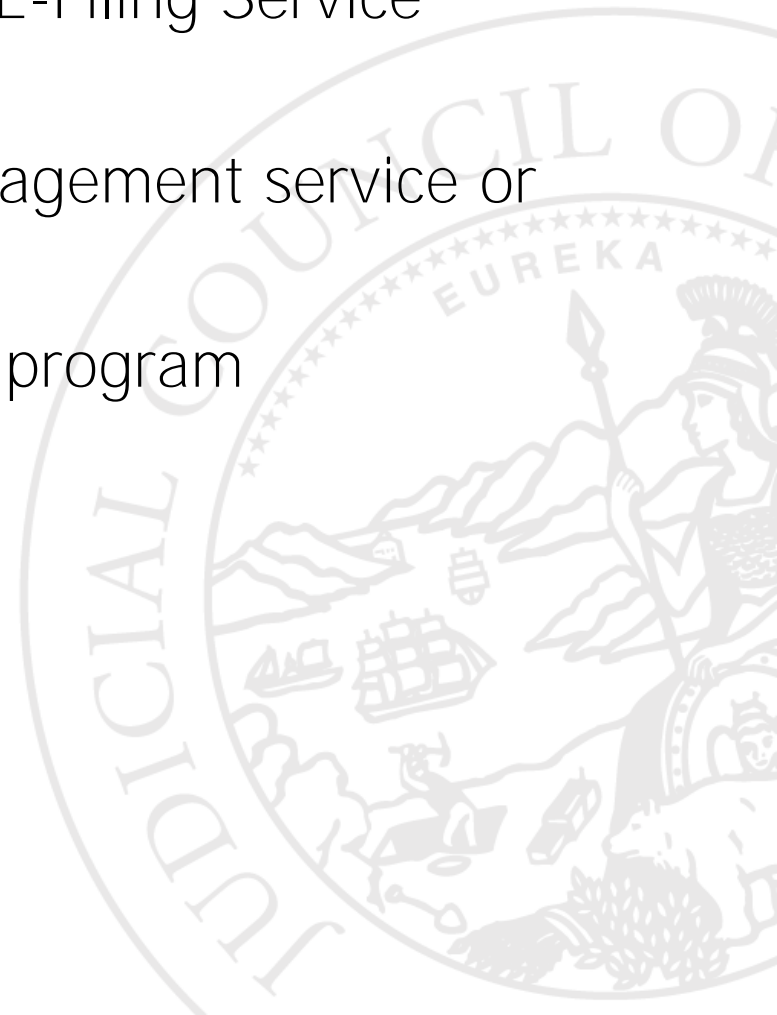 E-Filing Service
agement service or
program
JUDICIAL COUNCIL OF
EUREKA